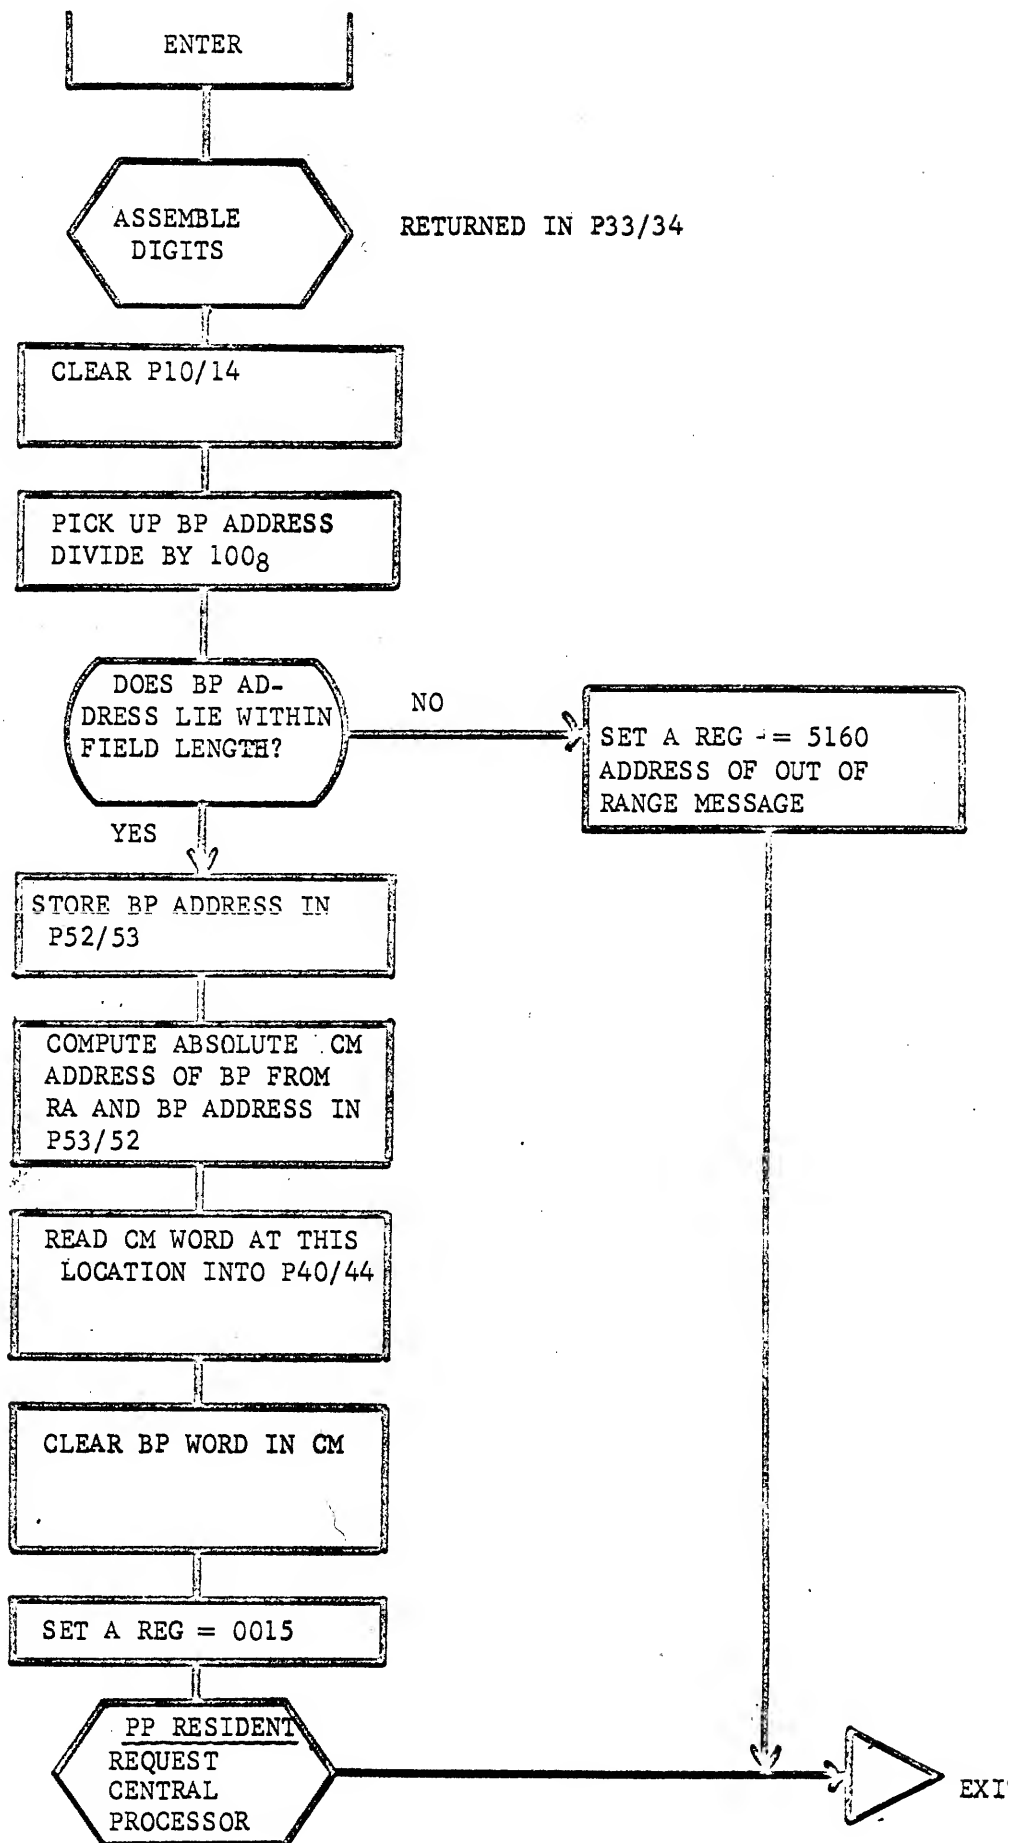 ENTER
ASSEMBLE
DIGITS
RETURNED IN P33/34
CLEAR P10/14
PICK UP BP ADDRESS
DIVIDE BY 100₈
DOES BP AD-
DRESS LIE WITHIN
FIELD LENGTH?
NO
SET A REG -= 5160
ADDRESS OF OUT OF
RANGE MESSAGE
YES
STORE BP ADDRESS IN
P52/53
COMPUTE ABSOLUTE CM
ADDRESS OF BP FROM
RA AND BP ADDRESS IN
P53/52
READ CM WORD AT THIS
LOCATION INTO P40/44
CLEAR BP WORD IN CM
SET A REG = 0015
PP RESIDENT
REQUEST
CENTRAL
PROCESSOR
EXI